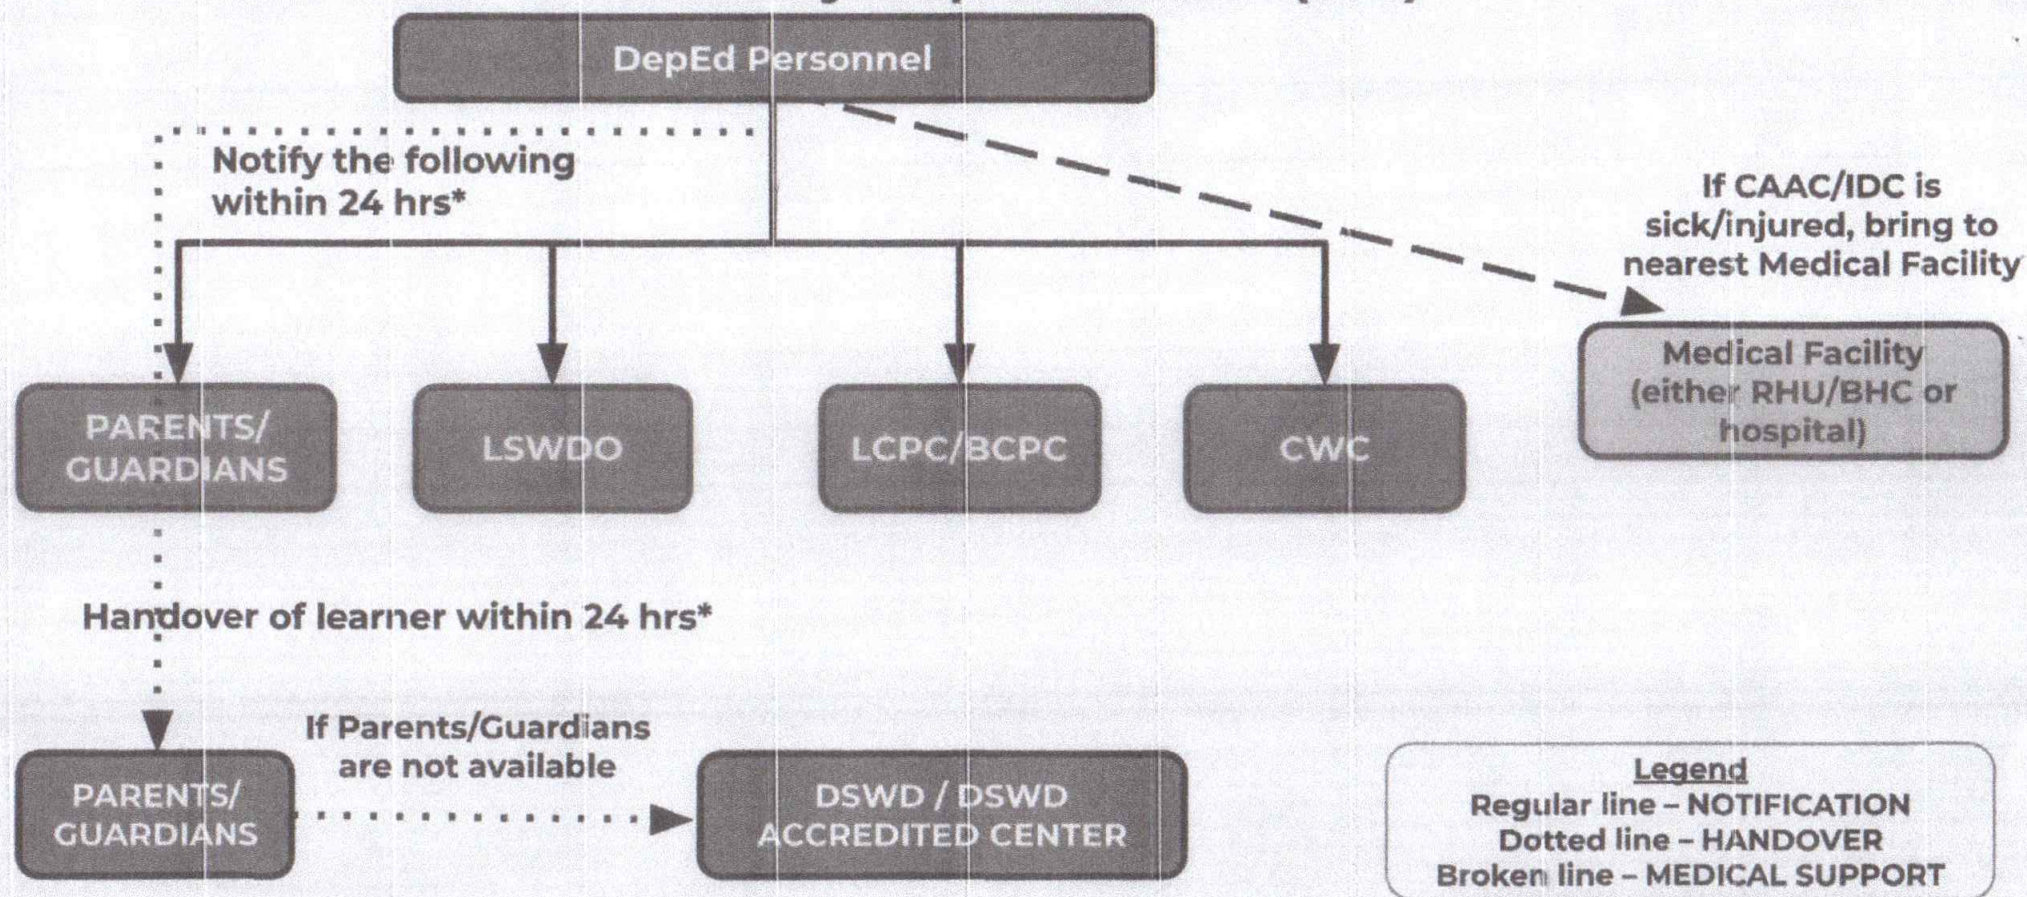 DepEd Personnel
Notify the following
within 24 hrs*
If CAAC/IDC is
sick/injured, bring to
nearest Medical Facility
Medical Facility
(either RHU/BHC or
hospital)
PARENTS/
GUARDIANS
LSWDO
LCPC/BCPC
CWC
Handover of learner within 24 hrs*
If Parents/Guardians
are not available
PARENTS/
GUARDIANS
DSWD / DSWD
ACCREDITED CENTER
Legend
Regular line – NOTIFICATION
Dotted line – HANDOVER
Broken line – MEDICAL SUPPORT